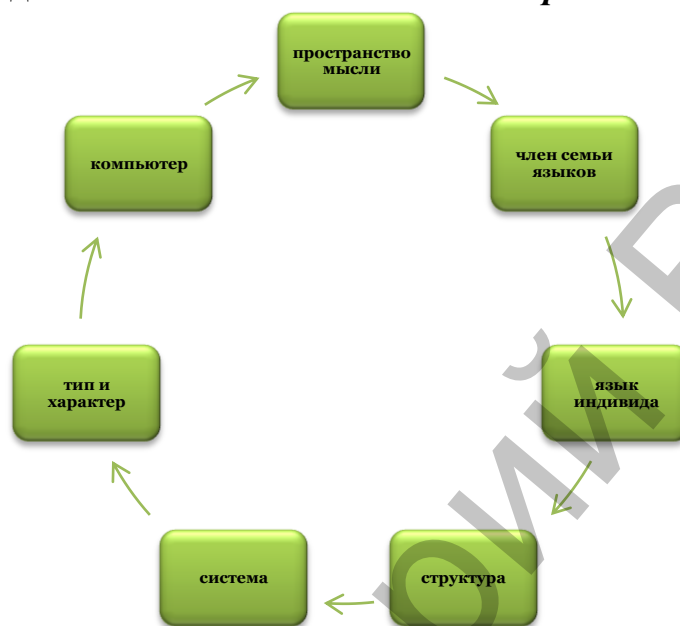 пространство
мысли
член семьи
языков
язык
индивида
структура
система
тип и
характер
компьютер